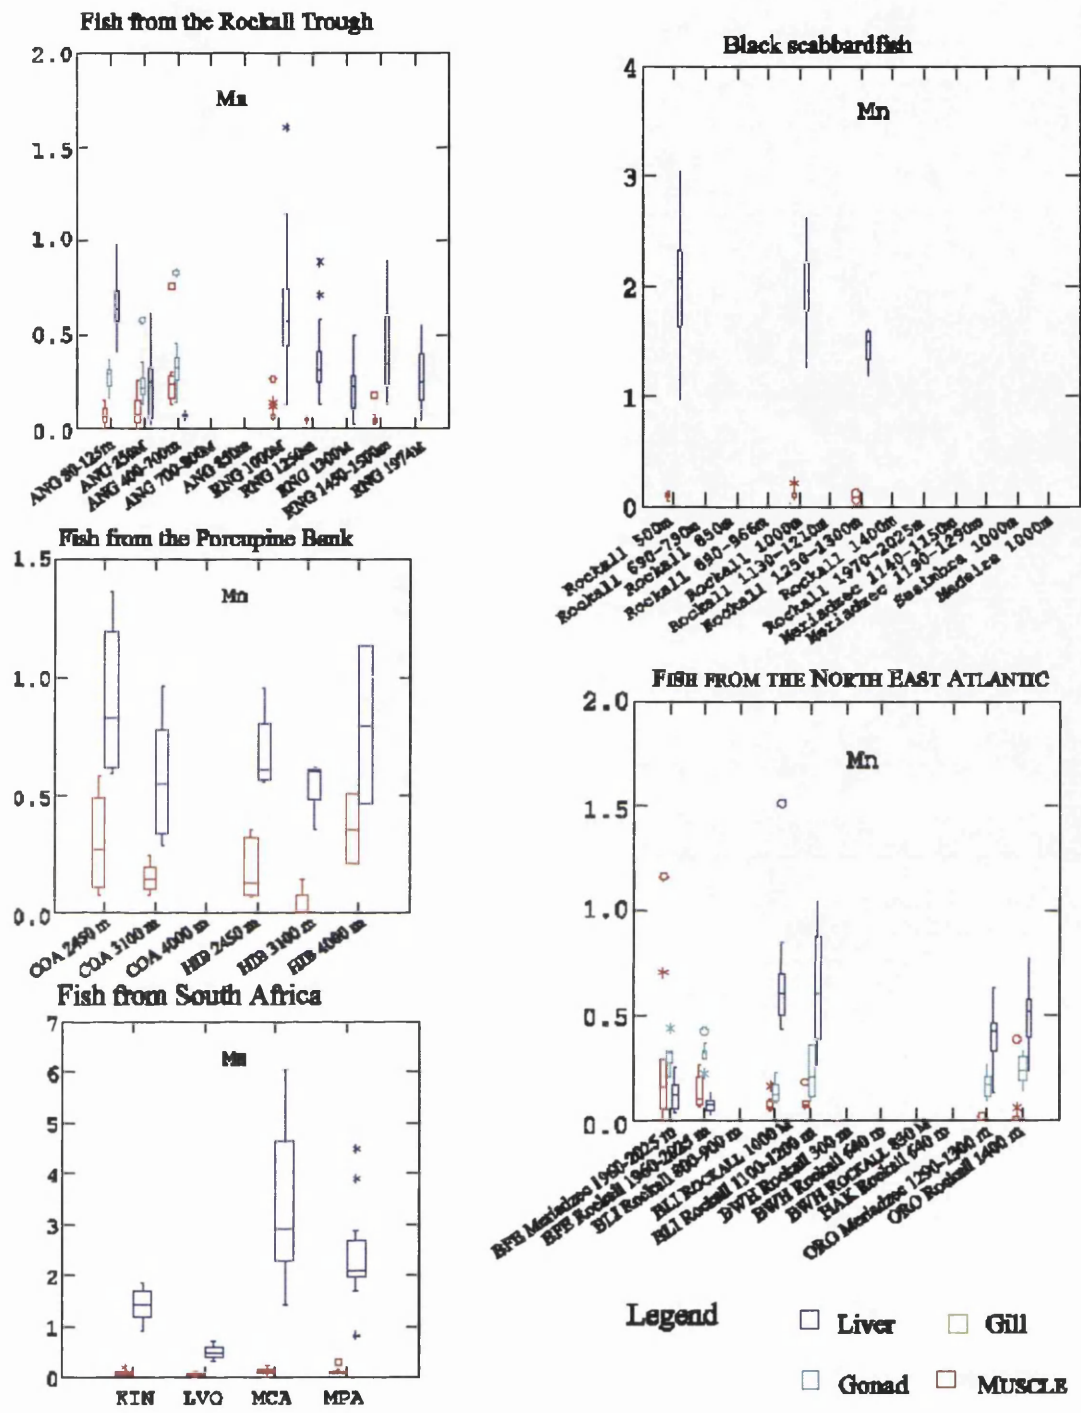 Fish from the Rockall Trough
Mn
2.0
1.5
1.0
0.5
0.0
ANG 80-125m
ANG 250M
ANG 400-700m
ANG 700-800M
ANG 850m
RNG 1000M
RNG 1250m
RNG 1300M
RNG 1450-1500m
RNG 1974M
Black scabbardfish
Mn
4
3
2
1
0
Rockall 500m
Rockall 690-790m
Rockall 850m
Rockall 1000m
Rockall 1130-1210m
Rockall 1250-1300m
Rockall 1400m
Rockall 1970-2025m
Meriadzec 1140-1150m
Meriadzec 1190-1290m
Sesimbra 1000m
Madeira 1000m
Fish from the Porcupine Bank
Mn
1.5
1.0
0.5
0.0
COA 2450 m
COA 3100 m
COA 4000 m
HIB 2450 m
HIB 3100 m
HIB 4000 m
FISH FROM THE NORTH EAST ATLANTIC
Mn
2.0
1.5
1.0
0.5
0.0
BFE Meriadzec 1960-2025 m
BFE Rockall 1960-2025 m
BLI Rockall 800-900 m
BLI ROCKALL 1000 M
BLI Rockall 1100-1200 m
BWH Rockall 500 m
BWH Rockall 640 m
BWH ROCKALL 850 M
HAK Rockall 640 m
ORO Meriadzec 1290-1300 m
ORO Rockall 1400 m
Fish from South Africa
Mn
7
6
5
4
3
2
1
0
KIN LVO MCA MPA
Legend
Liver Gill
Gonad MUSCLE